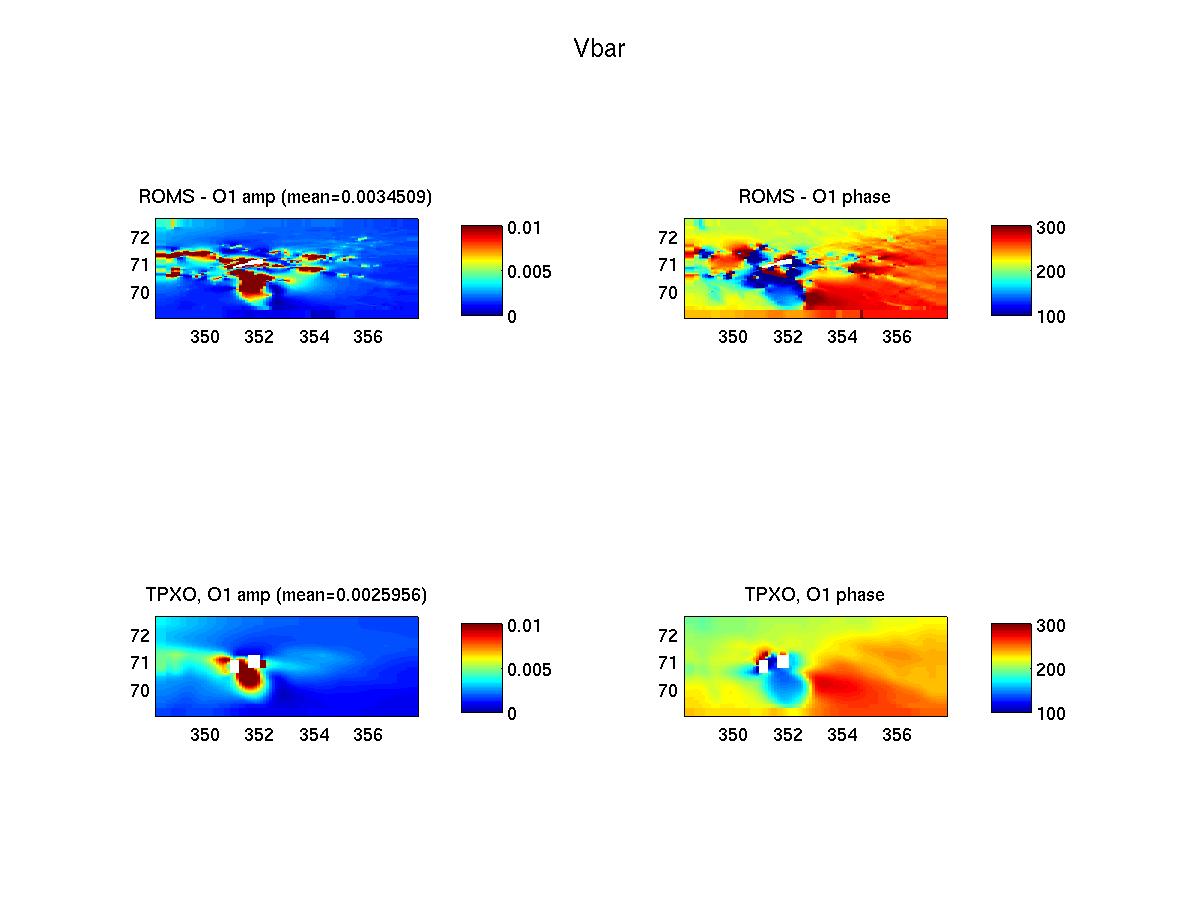 Vbar
ROMS - O1 amp (mean=0.0034509)
72
71
70
350 352 354 356
0.01
0.005
0
ROMS - O1 phase
72
71
70
350 352 354 356
300
200
100
TPXO, O1 amp (mean=0.0025956)
72
71
70
350 352 354 356
0.01
0.005
0
TPXO, O1 phase
72
71
70
350 352 354 356
300
200
100